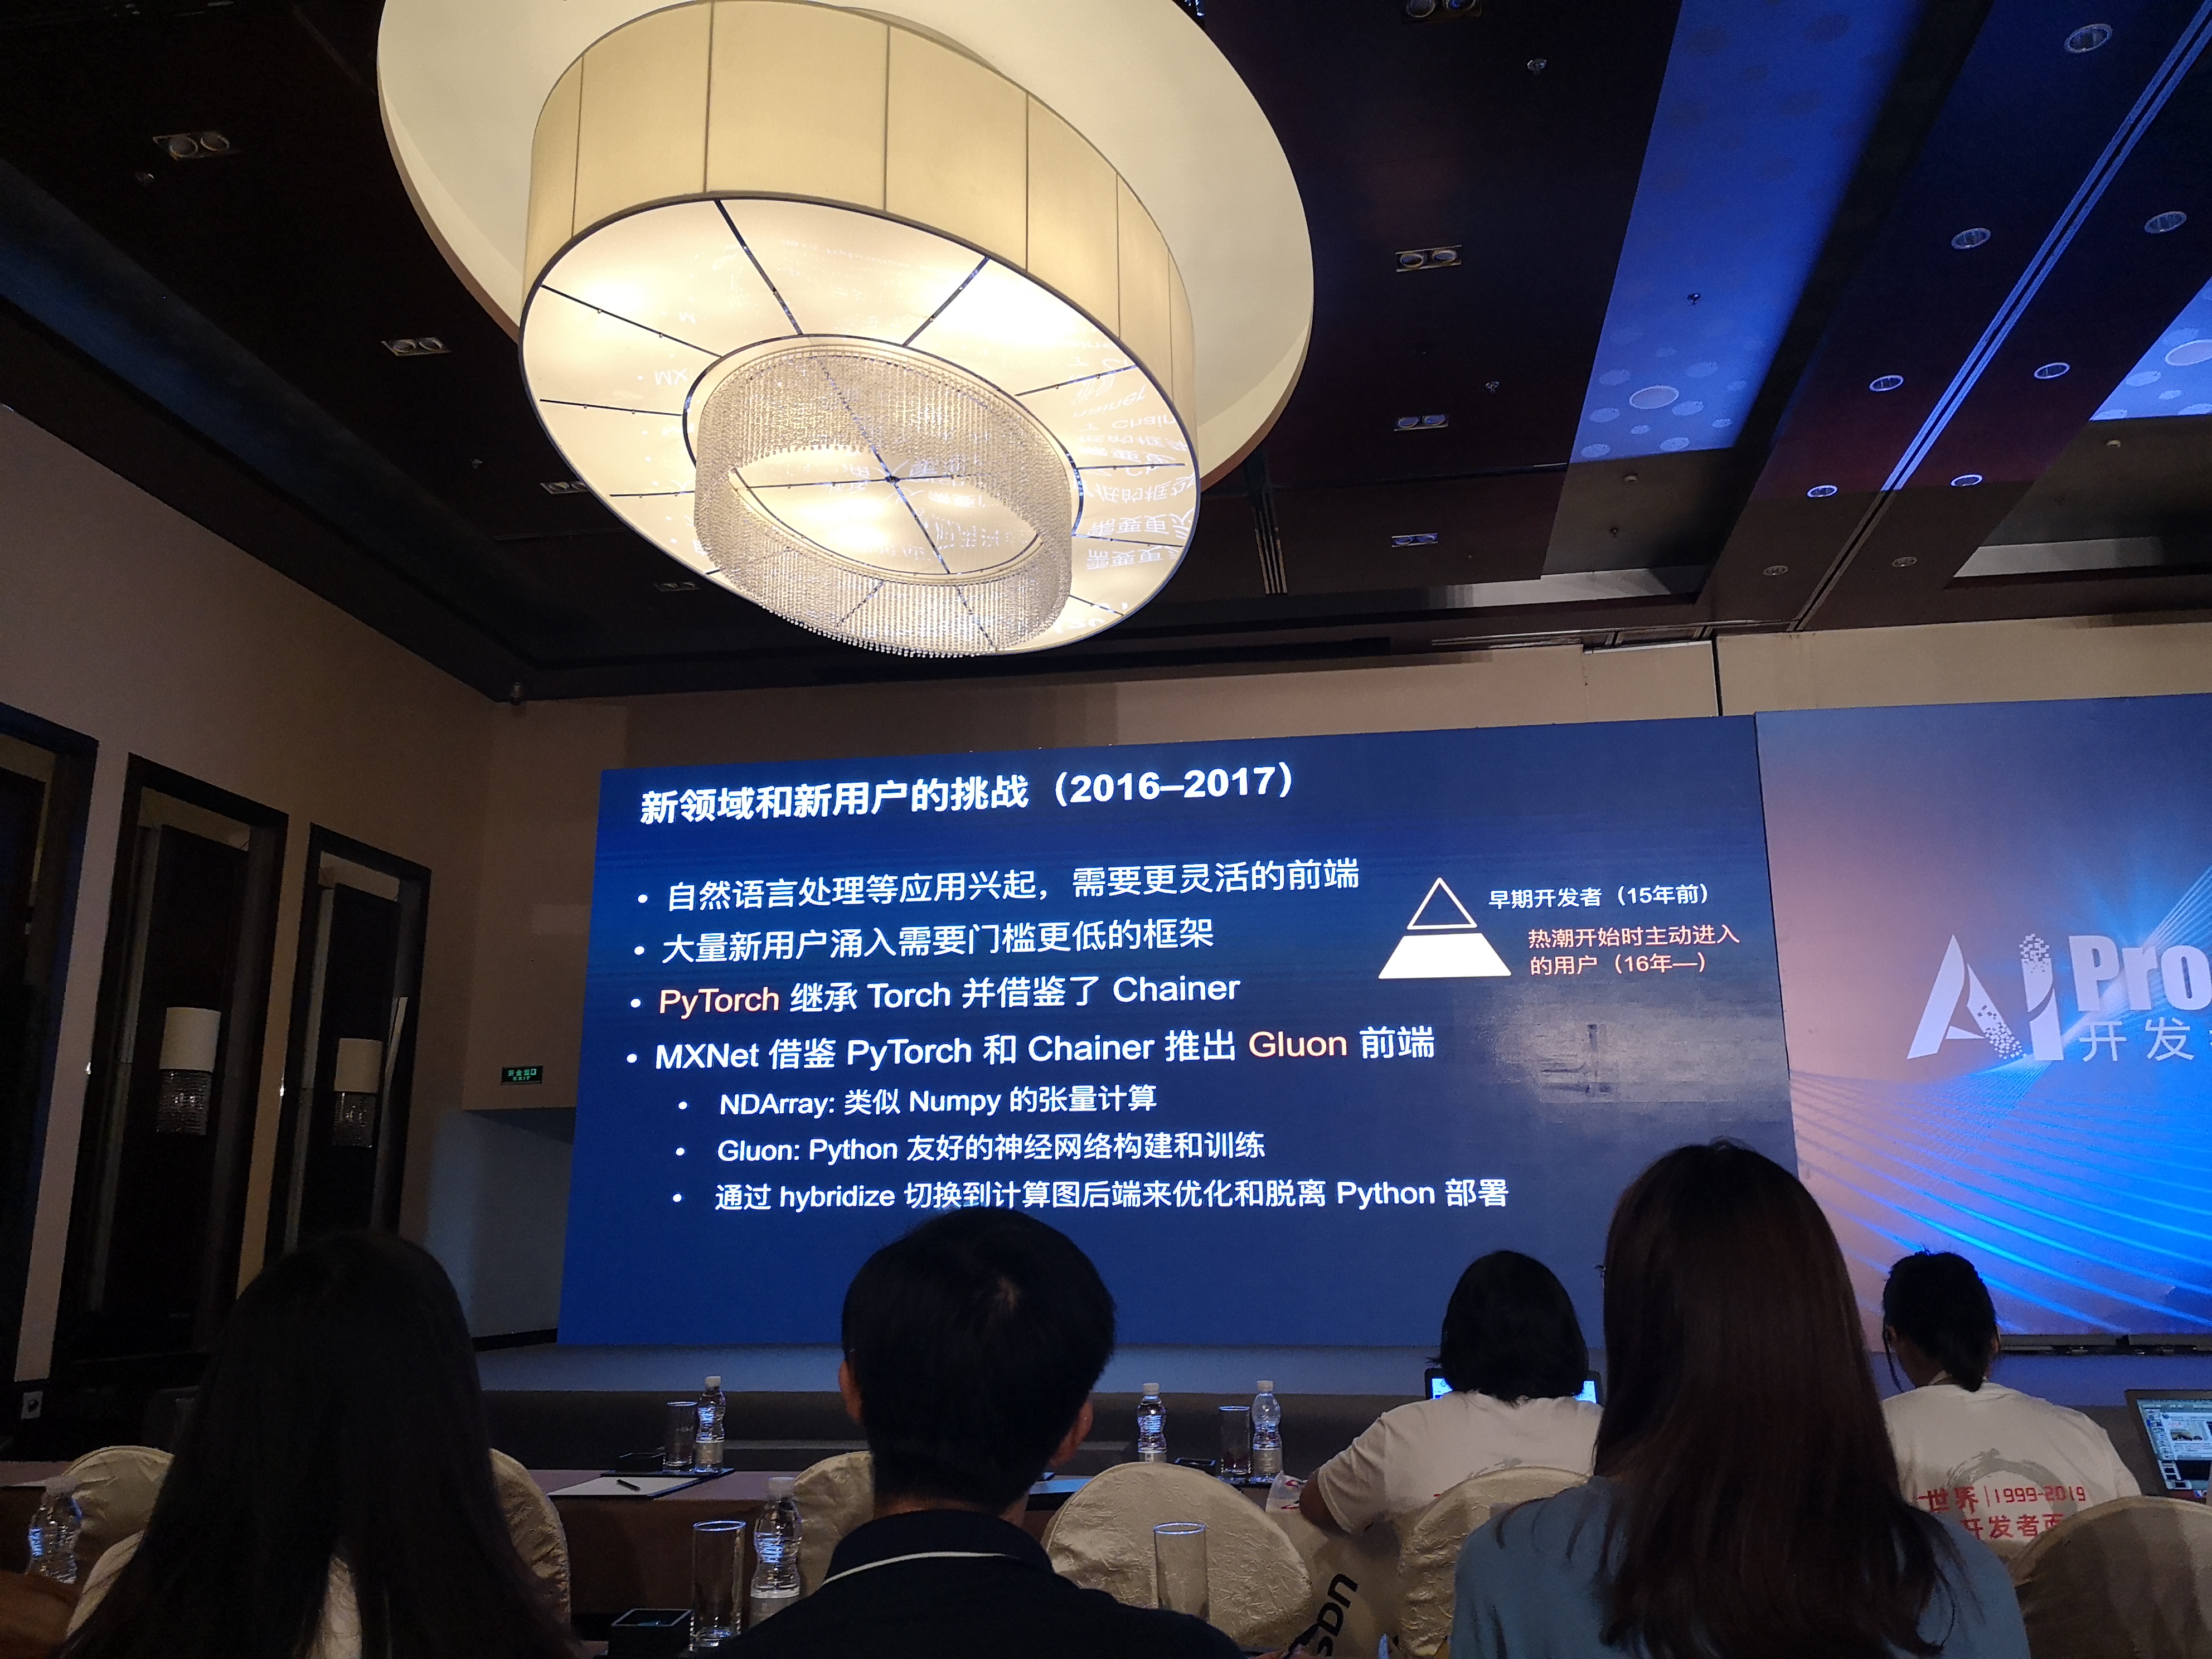 新领域和新用户的挑战（2016–2017）
• 自然语言处理等应用兴起，需要更灵活的前端
• 大量新用户涌入需要门槛更低的框架
• PyTorch 继承 Torch 并借鉴了 Chainer
• MXNet 借鉴 PyTorch 和 Chainer 推出 Gluon 前端
• NDArray: 类似 Numpy 的张量计算
• Gluon: Python 友好的神经网络构建和训练
• 通过 hybridize 切换到计算图后端来优化和脱离 Python 部署
早期开发者（15年前）
热潮开始时主动进入
的用户（16年—）
AI Pro
开发
EXIT
世界|1999-2019
开发者
SDN